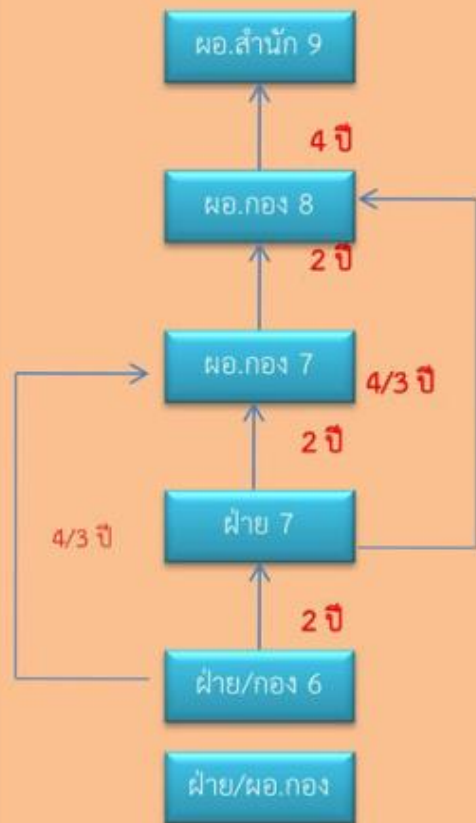 ผอ.สำนัก 9
4 ปี
ผอ.กอง 8
2 ปี
ผอ.กอง 7
4/3 ปี
2 ปี
ฝ่าย 7
4/3 ปี
2 ปี
ฝ่าย/กอง 6
ฝ่าย/ผอ.กอง